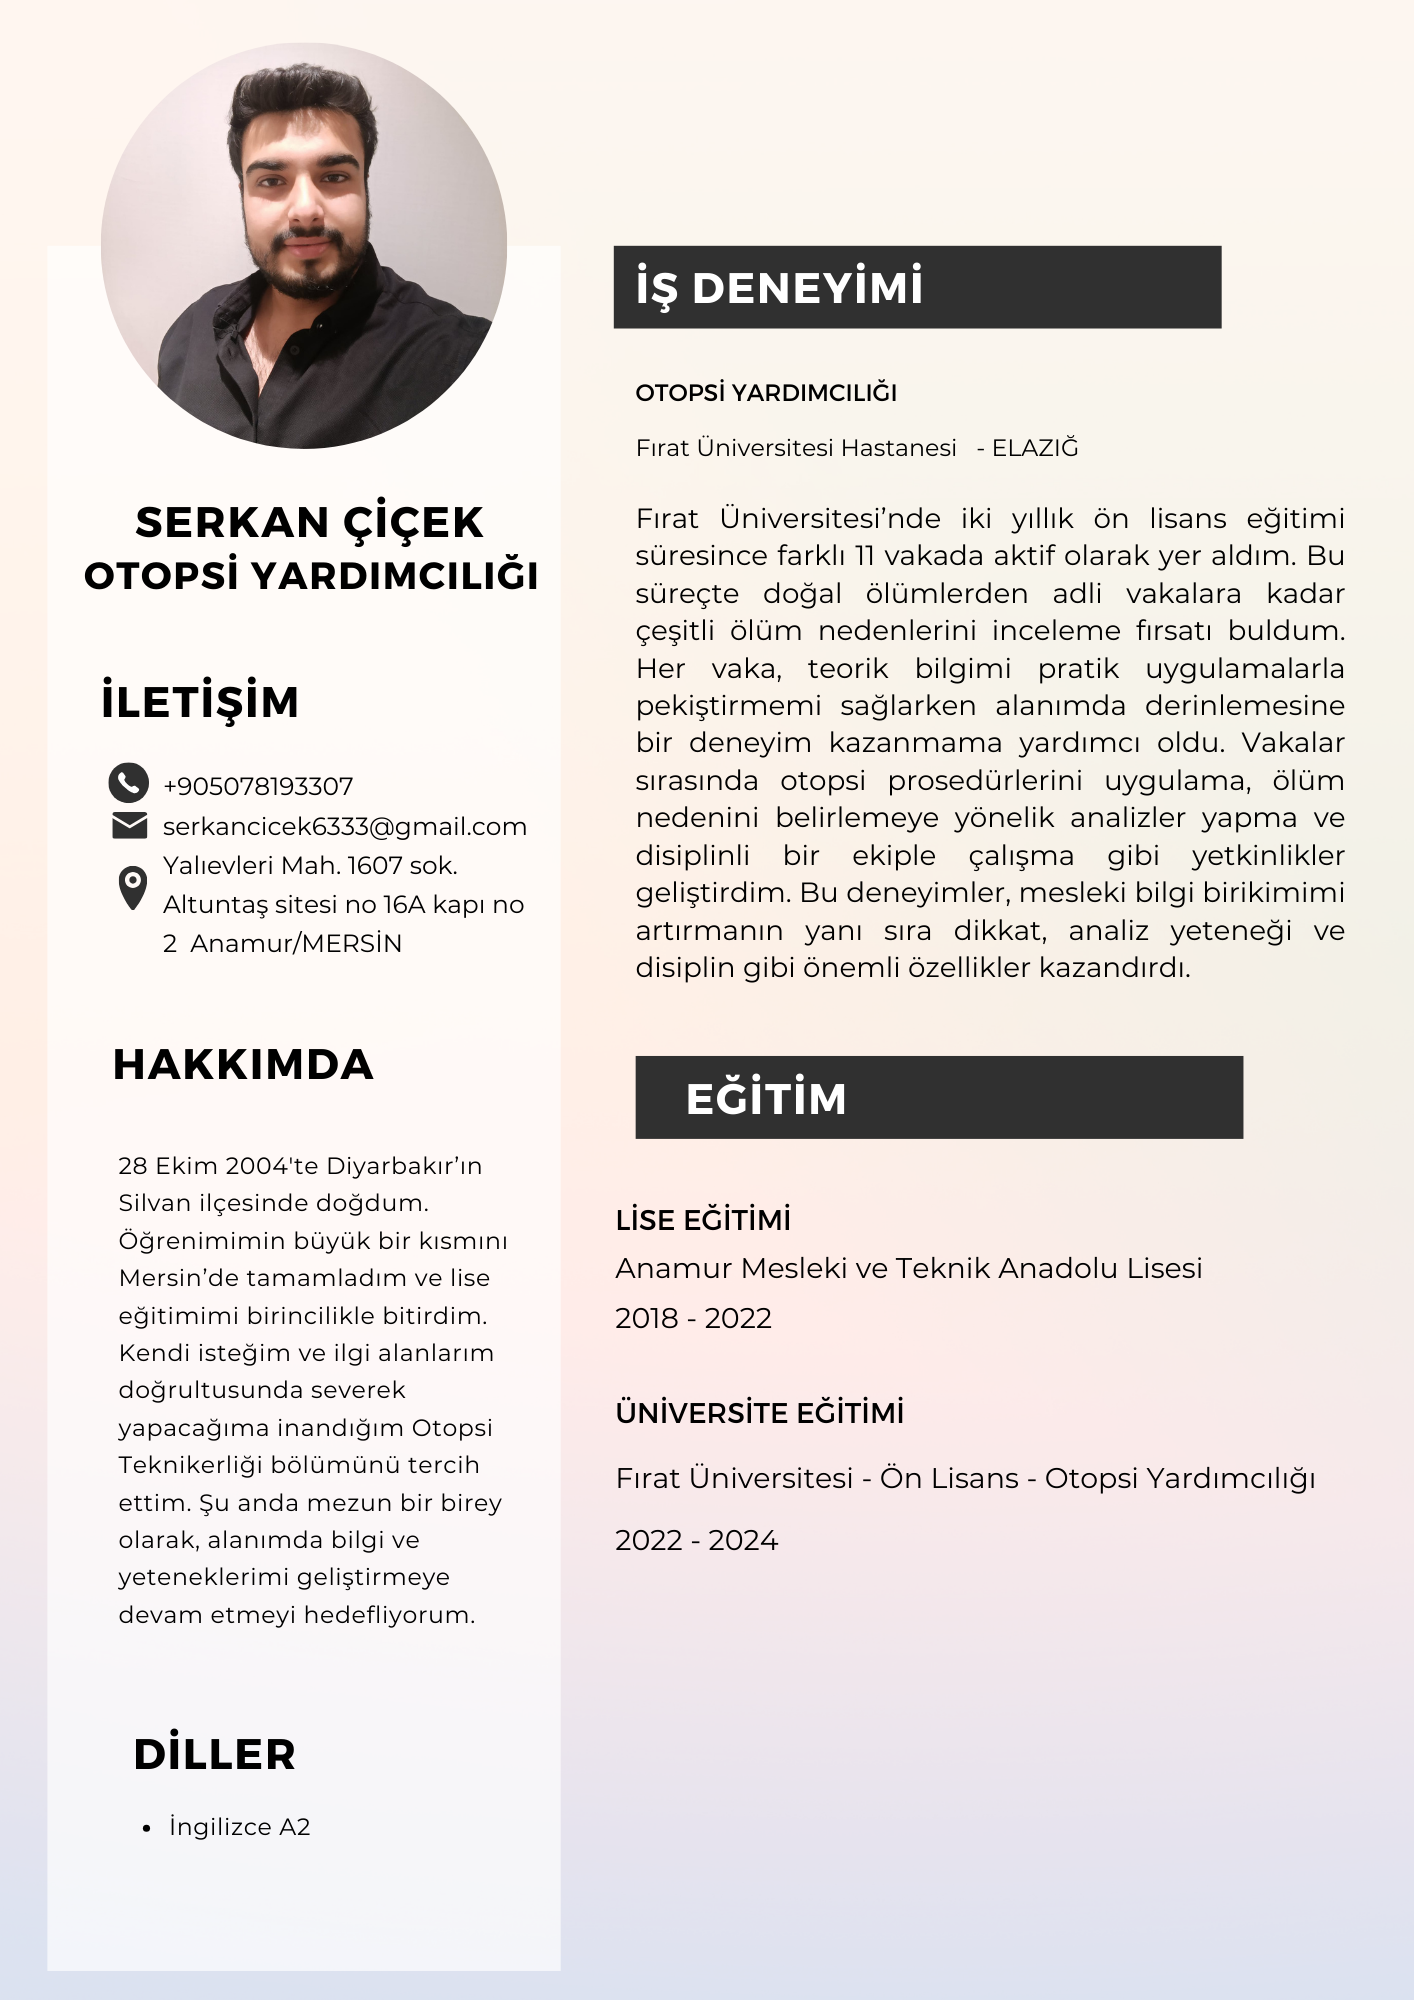 SERKAN ÇİÇEK
OTOPSİ YARDIMCILIĞI
İLETİŞİM
+905078193307
serkancicek6333@gmail.com
Yalıevleri Mah. 1607 sok.
Altuntaş sitesi no 16A kapı no
2  Anamur/MERSİN
HAKKIMDA
28 Ekim 2004'te Diyarbakır’ın
Silvan ilçesinde doğdum.
Öğrenimimin büyük bir kısmını
Mersin’de tamamladım ve lise
eğitimimi birincilikle bitirdim.
Kendi isteğim ve ilgi alanlarım
doğrultusunda severek
yapacağıma inandığım Otopsi
Teknikerliği bölümünü tercih
ettim. Şu anda mezun bir birey
olarak, alanımda bilgi ve
yeteneklerimi geliştirmeye
devam etmeyi hedefliyorum.
DİLLER
• İngilizce A2
İŞ DENEYİMİ
OTOPSİ YARDIMCILIĞI
Fırat Üniversitesi Hastanesi   - ELAZIĞ
Fırat Üniversitesi’nde iki yıllık ön lisans eğitimi
süresince farklı 11 vakada aktif olarak yer aldım. Bu
süreçte doğal ölümlerden adli vakalara kadar
çeşitli ölüm nedenlerini inceleme fırsatı buldum.
Her vaka, teorik bilgimi pratik uygulamalarla
pekiştirmemi sağlarken alanımda derinlemesine
bir deneyim kazanmama yardımcı oldu. Vakalar
sırasında otopsi prosedürlerini uygulama, ölüm
nedenini belirlemeye yönelik analizler yapma ve
disiplinli bir ekiple çalışma gibi yetkinlikler
geliştirdim. Bu deneyimler, mesleki bilgi birikimimi
artırmanın yanı sıra dikkat, analiz yeteneği ve
disiplin gibi önemli özellikler kazandırdı.
EĞİTİM
LİSE EĞİTİMİ
Anamur Mesleki ve Teknik Anadolu Lisesi
2018 - 2022
ÜNİVERSİTE EĞİTİMİ
Fırat Üniversitesi - Ön Lisans - Otopsi Yardımcılığı
2022 - 2024